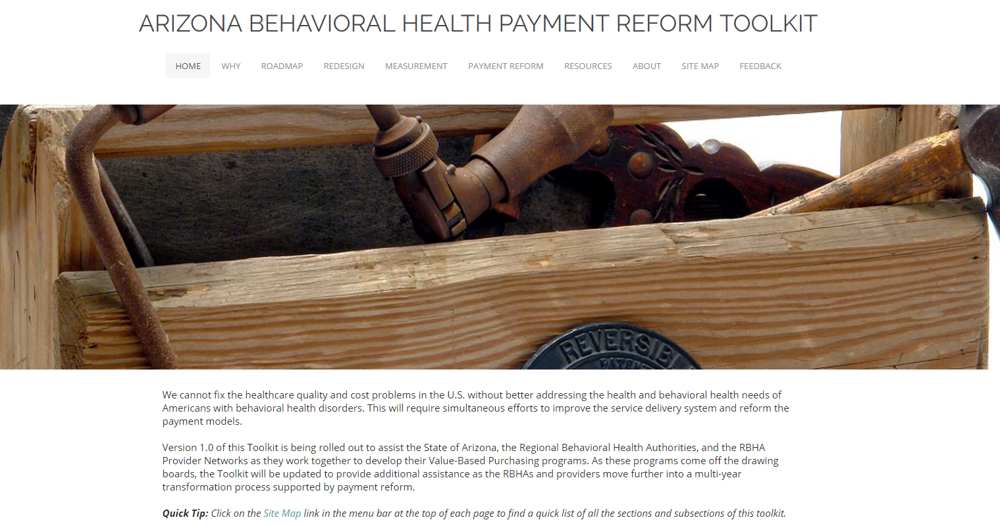 ARIZONA BEHAVIORAL HEALTH PAYMENT REFORM TOOLKIT
HOME WHY ROADMAP REDESIGN MEASUREMENT PAYMENT REFORM RESOURCES ABOUT SITE MAP FEEDBACK
REVERSIB
We cannot fix the healthcare quality and cost problems in the U.S. without better addressing the health and behavioral health needs of
Americans with behavioral health disorders. This will require simultaneous efforts to improve the service delivery system and reform the
payment models.
Version 1.0 of this Toolkit is being rolled out to assist the State of Arizona, the Regional Behavioral Health Authorities, and the RBHA
Provider Networks as they work together to develop their Value-Based Purchasing programs. As these programs come off the drawing
boards, the Toolkit will be updated to provide additional assistance as the RBHAs and providers move further into a multi-year
transformation process supported by payment reform.
Quick Tip: Click on the Site Map link in the menu bar at the top of each page to find a quick list of all the sections and subsections of this toolkit.